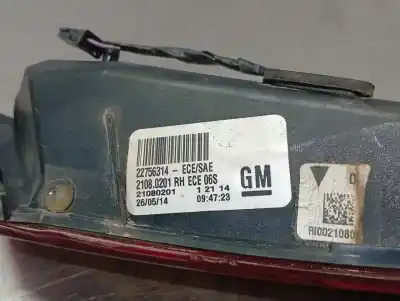 22756314 - ECE/SAE
2108.0201 RH ECE 06S
21080201 1 21 14
26/05/14 09:47:23
GM
D
RI0021080